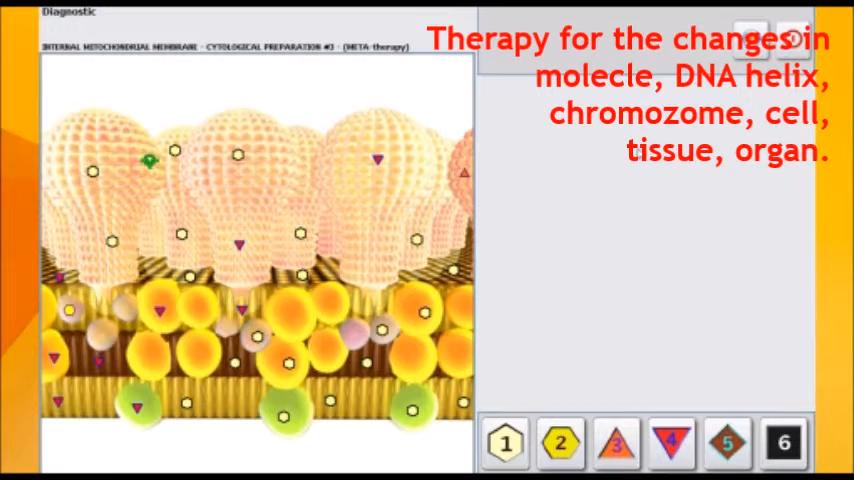 Diagnostic
INTERNAL MITOCHONDRIAL MEMBRANE - CYTOLOGICAL PREPARATION #3 - (META-therapy)
Therapy for the changes in
molecle, DNA helix,
chromozome, cell,
tissue, organ.
1 2 3 4 5 6